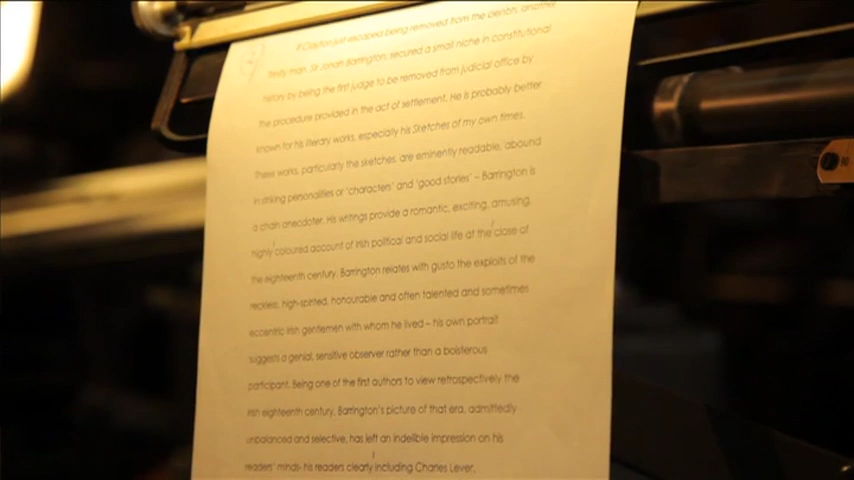 If Clayton just escaped being removed from the bench, another
Trinity man, Sir Jonah Barrington, secured a small niche in constitutional
history by being the first judge to be removed from judicial office by
the procedure provided in the act of settlement. He is probably better
known for his literary works, especially his Sketches of my own times.
These works, particularly the sketches, are eminently readable, abound
in striking personalities or 'characters' and 'good stories' – Barrington is
a chain anecdoter. His writings provide a romantic, exciting, amusing,
highly coloured account of Irish political and social life at the close of
the eighteenth century. Barrington relates with gusto the exploits of the
reckless, high-spirited, honourable and often talented and sometimes
eccentric Irish gentlemen with whom he lived – his own portrait
suggests a genial, sensitive observer rather than a boisterous
participant. Being one of the first authors to view retrospectively the
Irish eighteenth century, Barrington's picture of that era, admittedly
unbalanced and selective, has left an indelible impression on his
readers' minds- his readers clearly including Charles Lever.